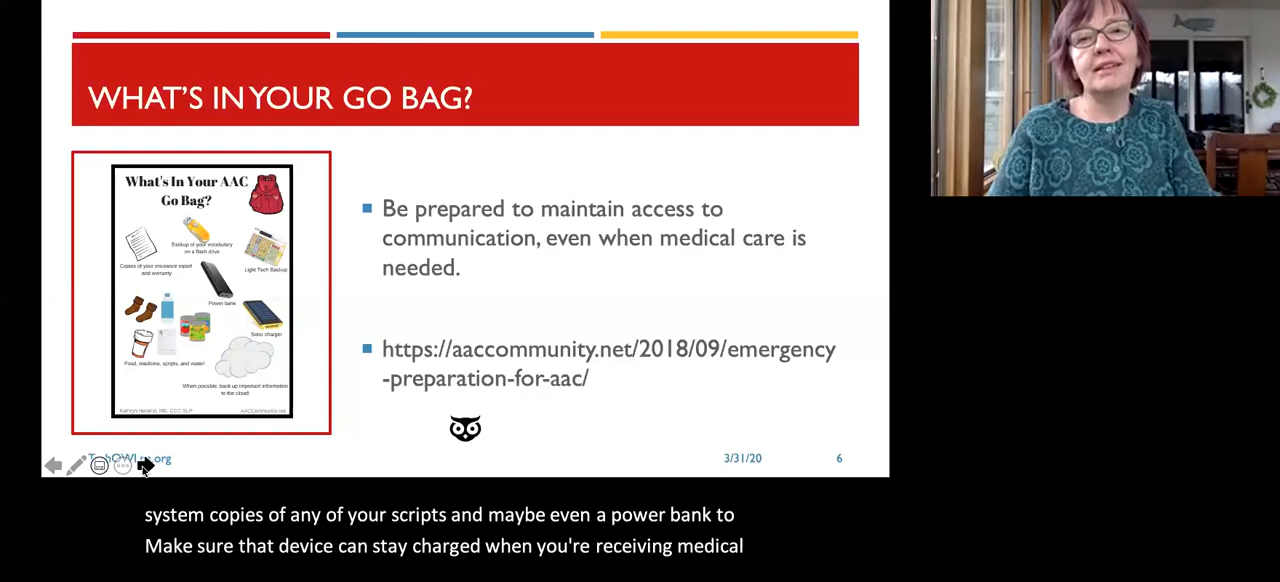 WHAT'S IN YOUR GO BAG?
What's In Your AAC
Go Bag?
Backup of your vocabulary
on a flash drive
Copies of your insurance report
and warranty
Light Tech Backup
Power bank
Solar charger
Food, medicine, scripts, and water!
When possible, back up important information
to the cloud!
AACCommunity.net
Be prepared to maintain access to
communication, even when medical care is
needed.
https://aaccommunity.net/2018/09/emergency
-preparation-for-aac/
3/31/20
6
system copies of any of your scripts and maybe even a power bank to
Make sure that device can stay charged when you're receiving medical